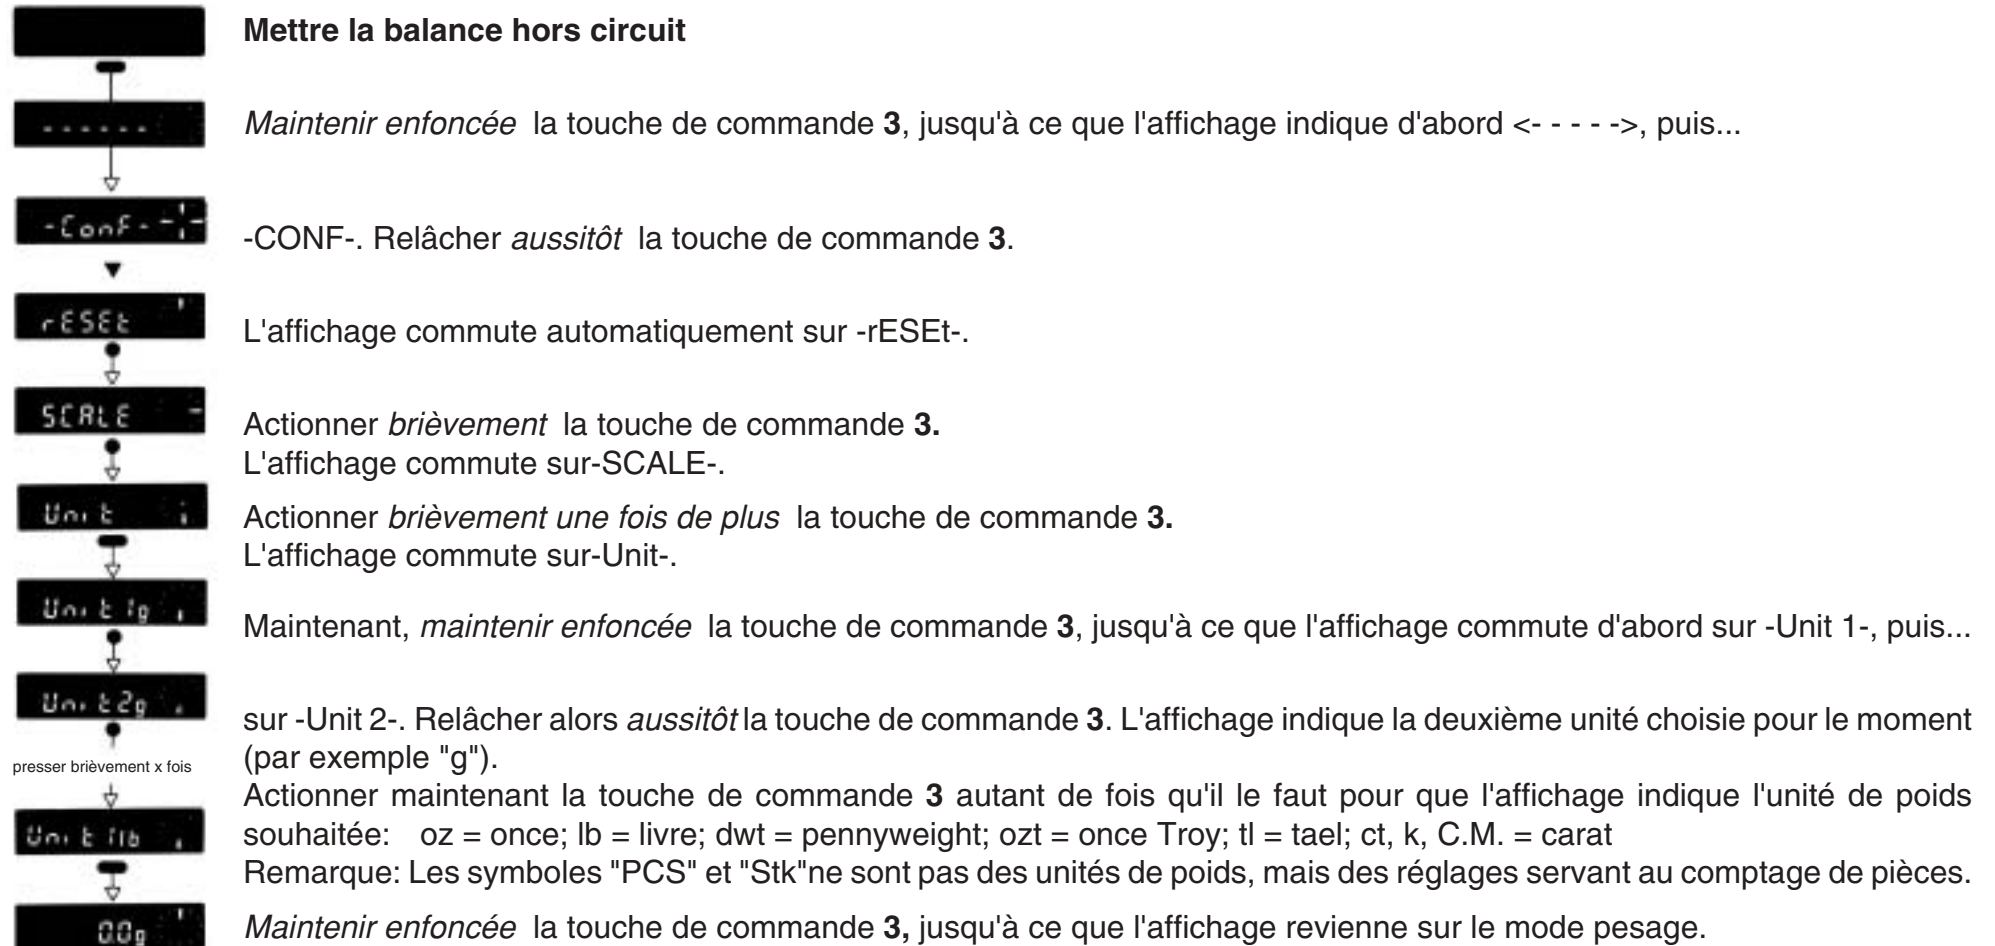 Mettre la balance hors circuit
- - - - - -
Maintenir enfoncée la touche de commande 3, jusqu'à ce que l'affichage indique d'abord <- - - - ->, puis...
-ConF-
-CONF-. Relâcher aussitôt la touche de commande 3.
rESEt
L'affichage commute automatiquement sur -rESEt-.
SCALE
Actionner brièvement la touche de commande 3.
L'affichage commute sur-SCALE-.
Unit
Actionner brièvement une fois de plus la touche de commande 3.
L'affichage commute sur-Unit-.
Unit 1g
Maintenant, maintenir enfoncée la touche de commande 3, jusqu'à ce que l'affichage commute d'abord sur -Unit 1-, puis...
Unit2g
sur -Unit 2-. Relâcher alors aussitôt la touche de commande 3. L'affichage indique la deuxième unité choisie pour le moment
(par exemple "g").
presser brièvement x fois
Actionner maintenant la touche de commande 3 autant de fois qu'il le faut pour que l'affichage indique l'unité de poids
Unit 1lb
souhaitée: oz = once; lb = livre; dwt = pennyweight; ozt = once Troy; tl = tael; ct, k, C.M. = carat
Remarque: Les symboles "PCS" et "Stk"ne sont pas des unités de poids, mais des réglages servant au comptage de pièces.
0.0g
Maintenir enfoncée la touche de commande 3, jusqu'à ce que l'affichage revienne sur le mode pesage.